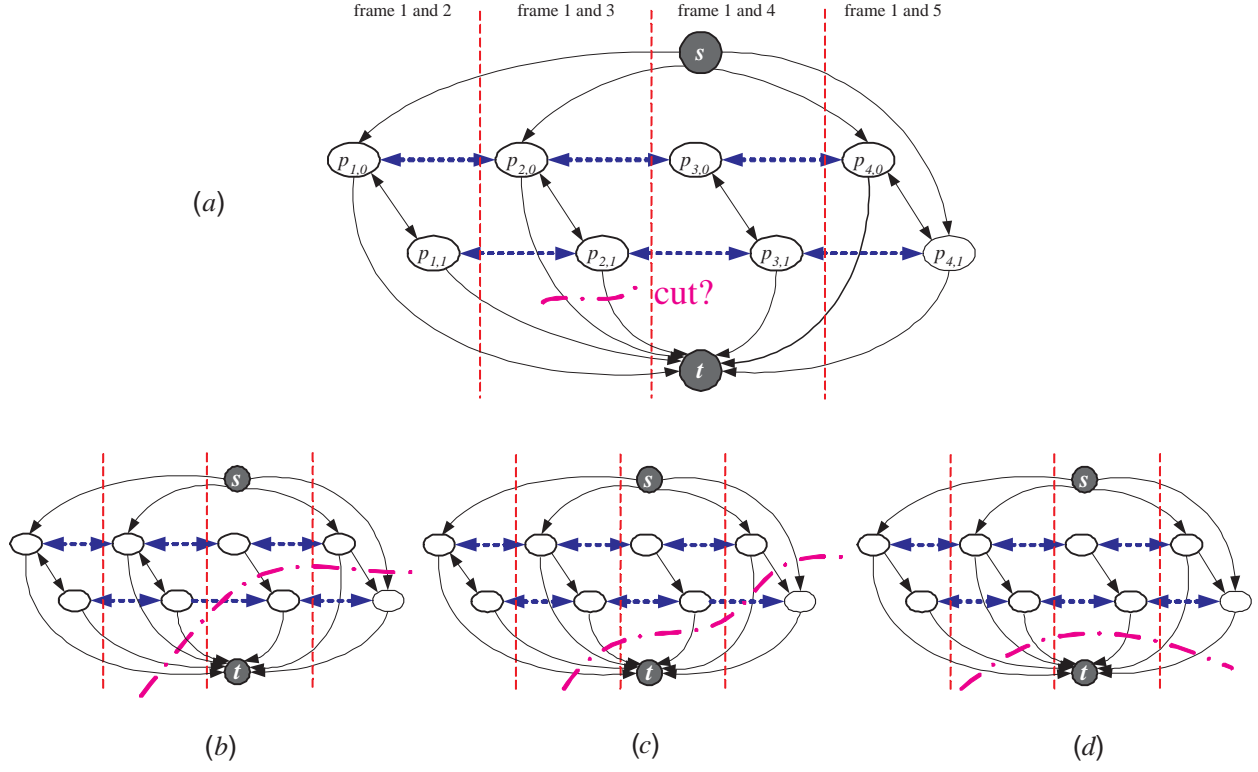 frame 1 and 2 frame 1 and 3 frame 1 and 4 frame 1 and 5
s
p1,0 p2,0 p3,0 p4,0
(a)
p1,1 p2,1 p3,1 p4,1
cut?
t
s s s
t t t
(b) (c) (d)